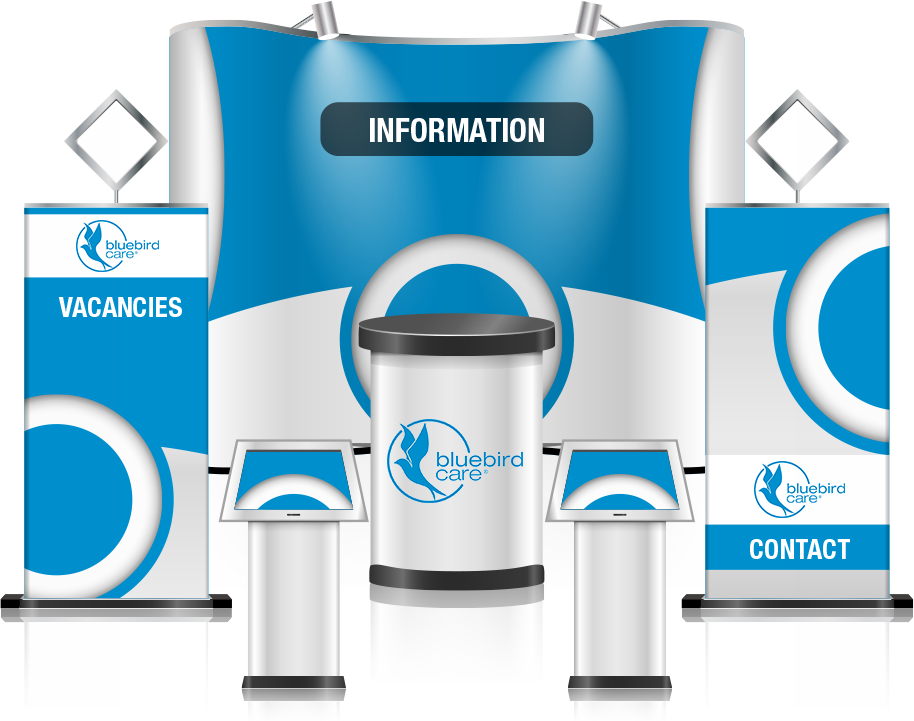 INFORMATION
bluebird
care®
VACANCIES
bluebird
care®
bluebird
care®
CONTACT